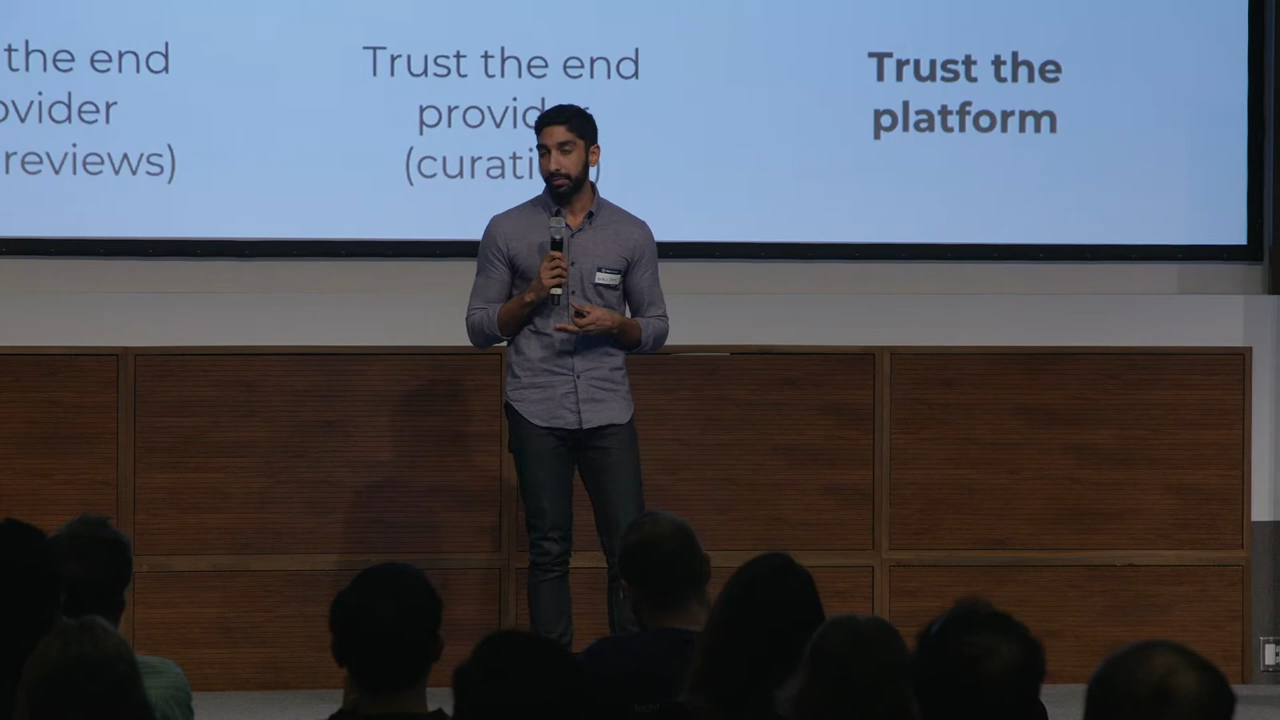 the end
ovider
reviews)
Trust the end
provid
(curati
Trust the
platform